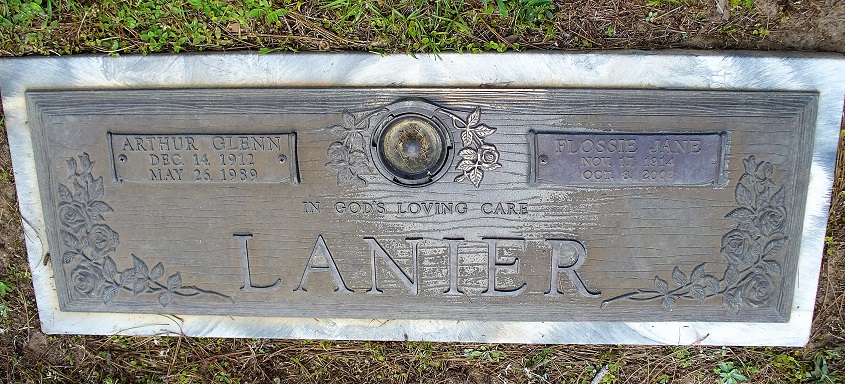 ARTHUR GLENN
DEC. 14, 1912
MAY 26, 1989
FLOSSIE JANE
NOV. 17, 1914
OCT. 8,
IN GOD'S LOVING CARE
LANIER